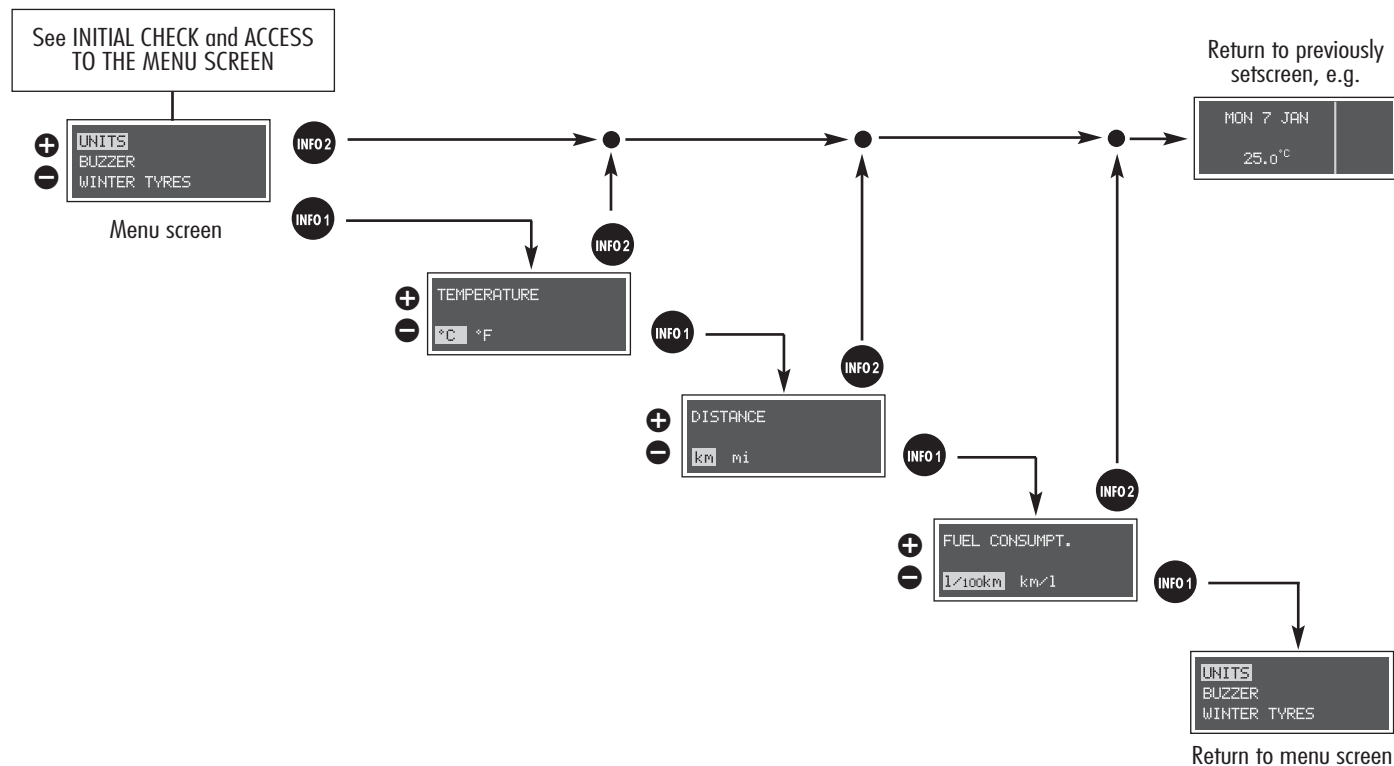 See INITIAL CHECK and ACCESS
TO THE MENU SCREEN
UNITS
BUZZER
WINTER TYRES
Menu screen
INFO 2
INFO 1
INFO 2
TEMPERATURE
°C °F
INFO 1
INFO 2
DISTANCE
km mi
INFO 1
INFO 2
FUEL CONSUMPT.
l/100km km/l
INFO 1
Return to previously
setscreen, e.g.
MON 7 JAN
25.0°C
UNITS
BUZZER
WINTER TYRES
Return to menu screen